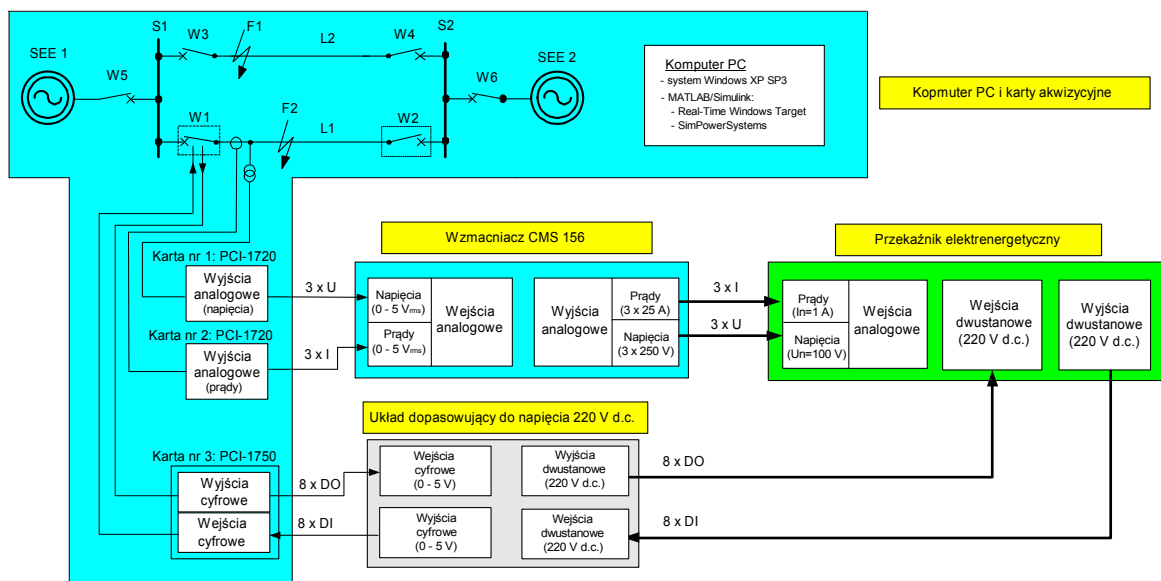 S1
W3
F1
L2
W4
S2
SEE 1
W5
W6
SEE 2
W1
F2
L1
W2
Komputer PC
- system Windows XP SP3
- MATLAB/Simulink:
- Real-Time Windows Target
- SimPowerSystems
Kopmuter PC i karty akwizycyjne
Wzmacniacz CMS 156
Przekaźnik elektrenergetyczny
Karta nr 1: PCI-1720
Wyjścia
analogowe
(napięcia)
3 x U
Karta nr 2: PCI-1720
Wyjścia
analogowe
(prądy)
3 x I
Napięcia
(0 - 5 Vrms)
Prądy
(0 - 5 Vrms)
Wejścia
analogowe
Wyjścia
analogowe
Prądy
(3 x 25 A)
Napięcia
(3 x 250 V)
3 x I
3 x U
Prądy
(In=1 A)
Napięcia
(Un=100 V)
Wejścia
analogowe
Wejścia
dwustanowe
(220 V d.c.)
Wyjścia
dwustanowe
(220 V d.c.)
Układ dopasowujący do napięcia 220 V d.c.
Karta nr 3: PCI-1750
Wyjścia
cyfrowe
Wejścia
cyfrowe
8 x DO
8 x DI
Wejścia
cyfrowe
(0 - 5 V)
Wyjścia
dwustanowe
(220 V d.c.)
Wyjścia
cyfrowe
(0 - 5 V)
Wejścia
dwustanowe
(220 V d.c.)
8 x DO
8 x DI